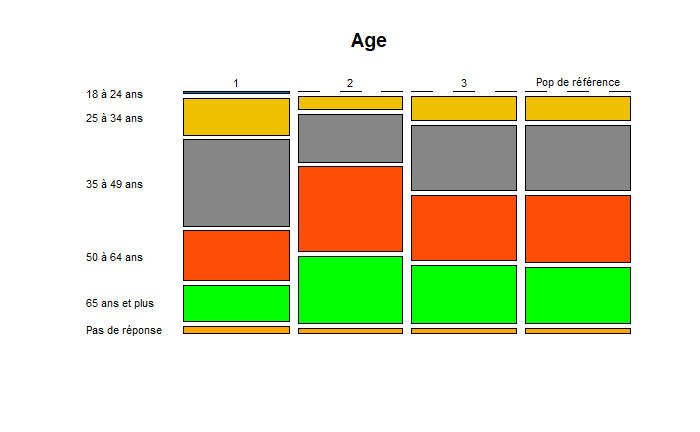 Age
1
2
3
Pop de référence
18 à 24 ans
25 à 34 ans
35 à 49 ans
50 à 64 ans
65 ans et plus
Pas de réponse